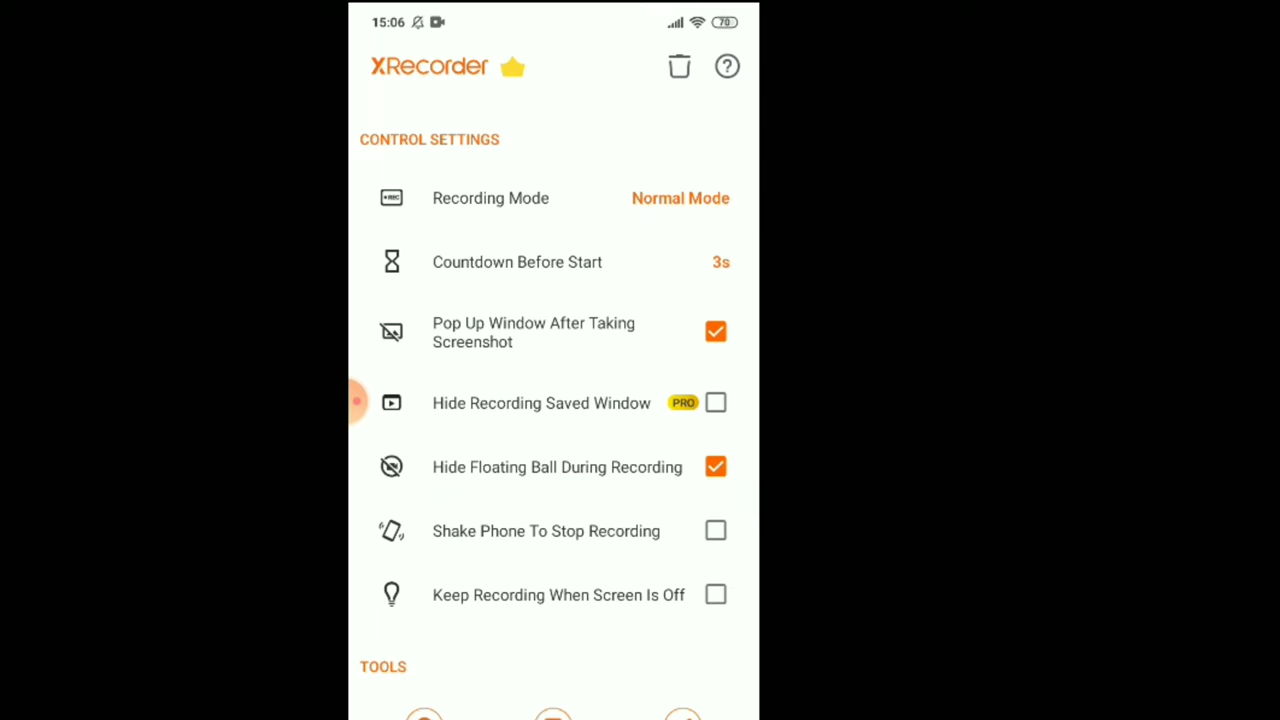 15:06 70
XRecorder
CONTROL SETTINGS
REC Recording Mode Normal Mode
Countdown Before Start 3s
Pop Up Window After Taking
Screenshot
Hide Recording Saved Window PRO
Hide Floating Ball During Recording
Shake Phone To Stop Recording
Keep Recording When Screen Is Off
TOOLS